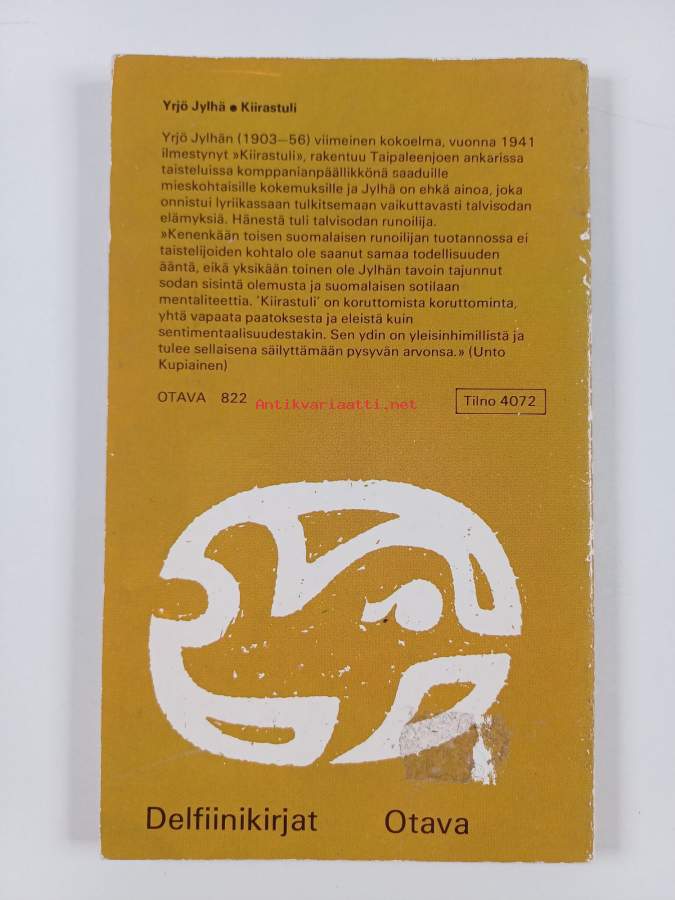 Yrjö Jylhä ● Kiirastuli
Yrjö Jylhän (1903—56) viimeinen kokoelma, vuonna 1941
ilmestynyt »Kiirastuli», rakentuu Taipaleenjoen ankarissa
taisteluissa komppanianpäällikkönä saaduille
mieskohtaisille kokemuksille ja Jylhä on ehkä ainoa, joka
onnistui lyriikassaan tulkitsemaan vaikuttavasti talvisodan
elämyksiä. Hänestä tuli talvisodan runoilija.
»Kenenkään toisen suomalaisen runoilijan tuotannossa ei
taistelijoiden kohtalo ole saanut samaa todellisuuden
ääntä, eikä yksikään toinen ole Jylhän tavoin tajunnut
sodan sisintä olemusta ja suomalaisen sotilaan
mentaliteettia. 'Kiirastuli' on koruttomista koruttominta,
yhtä vapaata paatoksesta ja eleistä kuin
sentimentaalisuudestakin. Sen ydin on yleisinhimillistä ja
tulee sellaisena säilyttämään pysyvän arvonsa.» (Unto
Kupiainen)
OTAVA 822
Antikvariaatti.net
Tilno 4072
Delfiinikirjat Otava